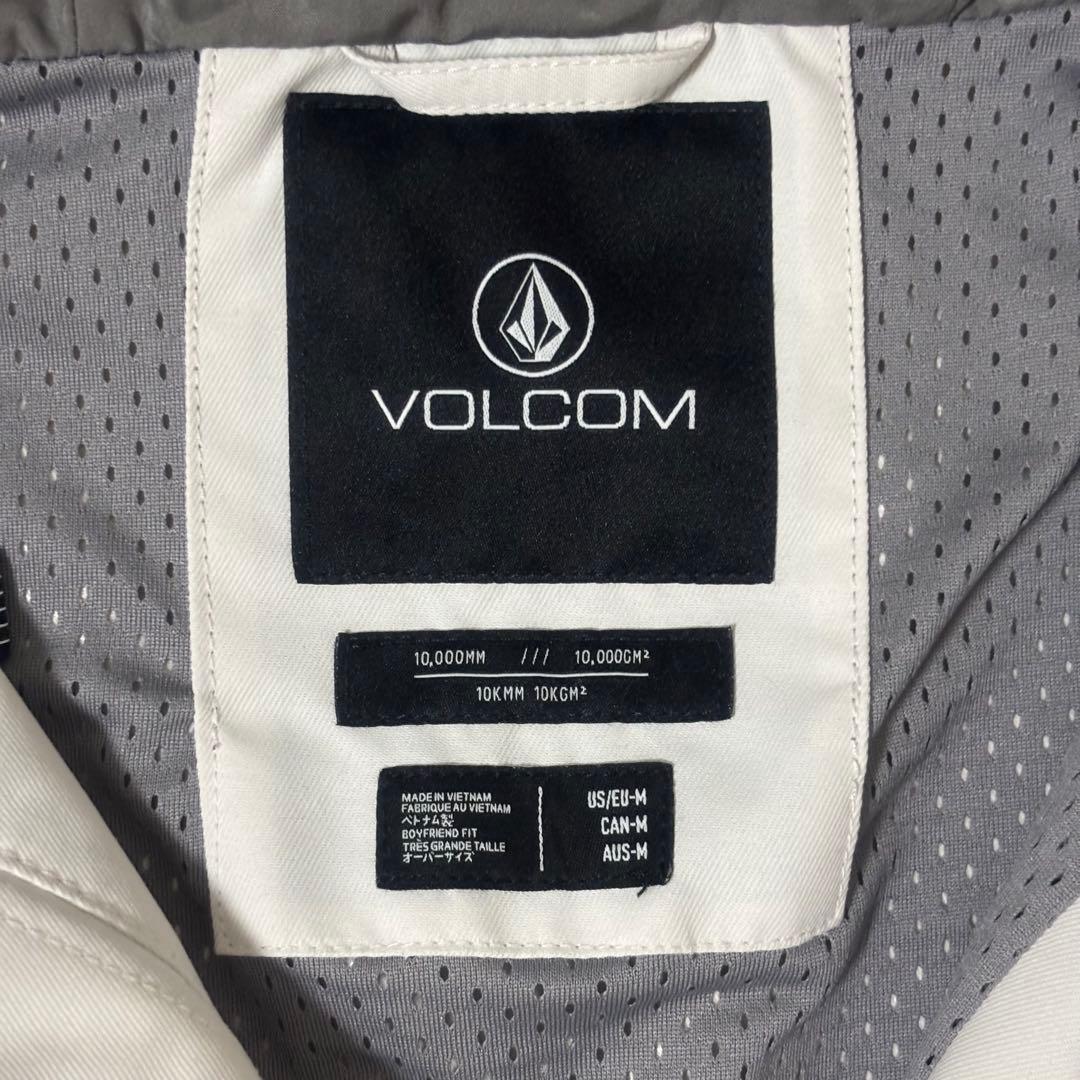 VOLCOM
10,000MM /// 10,000GM²
10KMM 10KGM²
MADE IN VIETNAM
FABRIQUE AU VIETNAM
ベトナム製
BOYFRIEND FIT
TRÈS GRANDE TAILLE
オーバーサイズ
US/EU-M
CAN-M
AUS-M